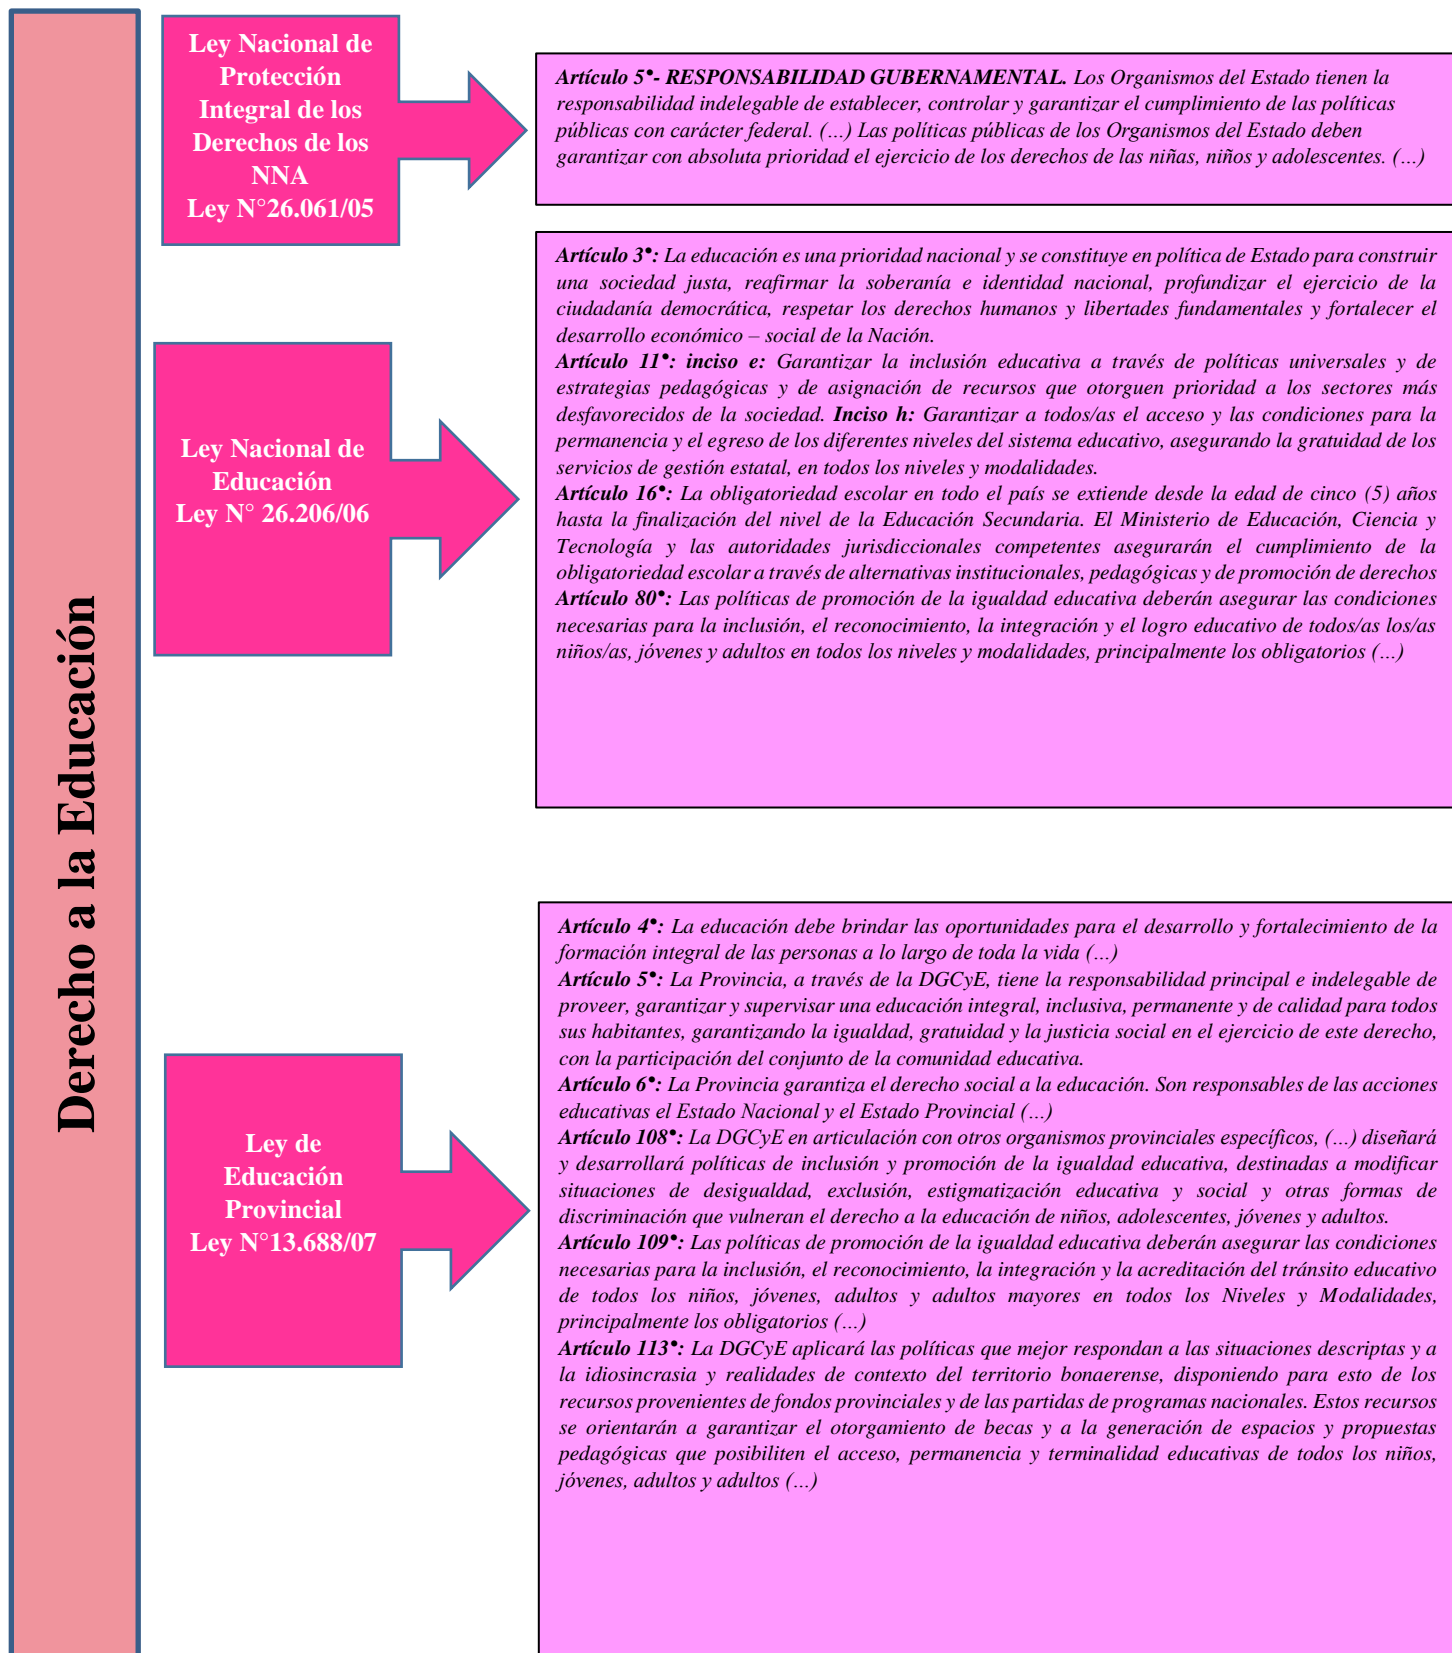 Derecho a la Educación
Ley Nacional de
Protección
Integral de los
Derechos de los
NNA
Ley N°26.061/05
Artículo 5•- RESPONSABILIDAD GUBERNAMENTAL. Los Organismos del Estado tienen la
responsabilidad indelegable de establecer, controlar y garantizar el cumplimiento de las políticas
públicas con carácter federal. (…) Las políticas públicas de los Organismos del Estado deben
garantizar con absoluta prioridad el ejercicio de los derechos de las niñas, niños y adolescentes. (…)
Ley Nacional de
Educación
Ley N° 26.206/06
Artículo 3•: La educación es una prioridad nacional y se constituye en política de Estado para construir
una sociedad justa, reafirmar la soberanía e identidad nacional, profundizar el ejercicio de la
ciudadanía democrática, respetar los derechos humanos y libertades fundamentales y fortalecer el
desarrollo económico – social de la Nación.
Artículo 11•: inciso e: Garantizar la inclusión educativa a través de políticas universales y de
estrategias pedagógicas y de asignación de recursos que otorguen prioridad a los sectores más
desfavorecidos de la sociedad. Inciso h: Garantizar a todos/as el acceso y las condiciones para la
permanencia y el egreso de los diferentes niveles del sistema educativo, asegurando la gratuidad de los
servicios de gestión estatal, en todos los niveles y modalidades.
Artículo 16•: La obligatoriedad escolar en todo el país se extiende desde la edad de cinco (5) años
hasta la finalización del nivel de la Educación Secundaria. El Ministerio de Educación, Ciencia y
Tecnología y las autoridades jurisdiccionales competentes asegurarán el cumplimiento de la
obligatoriedad escolar a través de alternativas institucionales, pedagógicas y de promoción de derechos
Artículo 80•: Las políticas de promoción de la igualdad educativa deberán asegurar las condiciones
necesarias para la inclusión, el reconocimiento, la integración y el logro educativo de todos/as los/as
niños/as, jóvenes y adultos en todos los niveles y modalidades, principalmente los obligatorios (…)
Ley de
Educación
Provincial
Ley N°13.688/07
Artículo 4•: La educación debe brindar las oportunidades para el desarrollo y fortalecimiento de la
formación integral de las personas a lo largo de toda la vida (…)
Artículo 5•: La Provincia, a través de la DGCyE, tiene la responsabilidad principal e indelegable de
proveer, garantizar y supervisar una educación integral, inclusiva, permanente y de calidad para todos
sus habitantes, garantizando la igualdad, gratuidad y la justicia social en el ejercicio de este derecho,
con la participación del conjunto de la comunidad educativa.
Artículo 6•: La Provincia garantiza el derecho social a la educación. Son responsables de las acciones
educativas el Estado Nacional y el Estado Provincial (…)
Artículo 108•: La DGCyE en articulación con otros organismos provinciales específicos, (…) diseñará
y desarrollará políticas de inclusión y promoción de la igualdad educativa, destinadas a modificar
situaciones de desigualdad, exclusión, estigmatización educativa y social y otras formas de
discriminación que vulneran el derecho a la educación de niños, adolescentes, jóvenes y adultos.
Artículo 109•: Las políticas de promoción de la igualdad educativa deberán asegurar las condiciones
necesarias para la inclusión, el reconocimiento, la integración y la acreditación del tránsito educativo
de todos los niños, jóvenes, adultos y adultos mayores en todos los Niveles y Modalidades,
principalmente los obligatorios (…)
Artículo 113•: La DGCyE aplicará las políticas que mejor respondan a las situaciones descriptas y a
la idiosincrasia y realidades de contexto del territorio bonaerense, disponiendo para esto de los
recursos provenientes de fondos provinciales y de las partidas de programas nacionales. Estos recursos
se orientarán a garantizar el otorgamiento de becas y a la generación de espacios y propuestas
pedagógicas que posibiliten el acceso, permanencia y terminalidad educativas de todos los niños,
jóvenes, adultos y adultos (…)